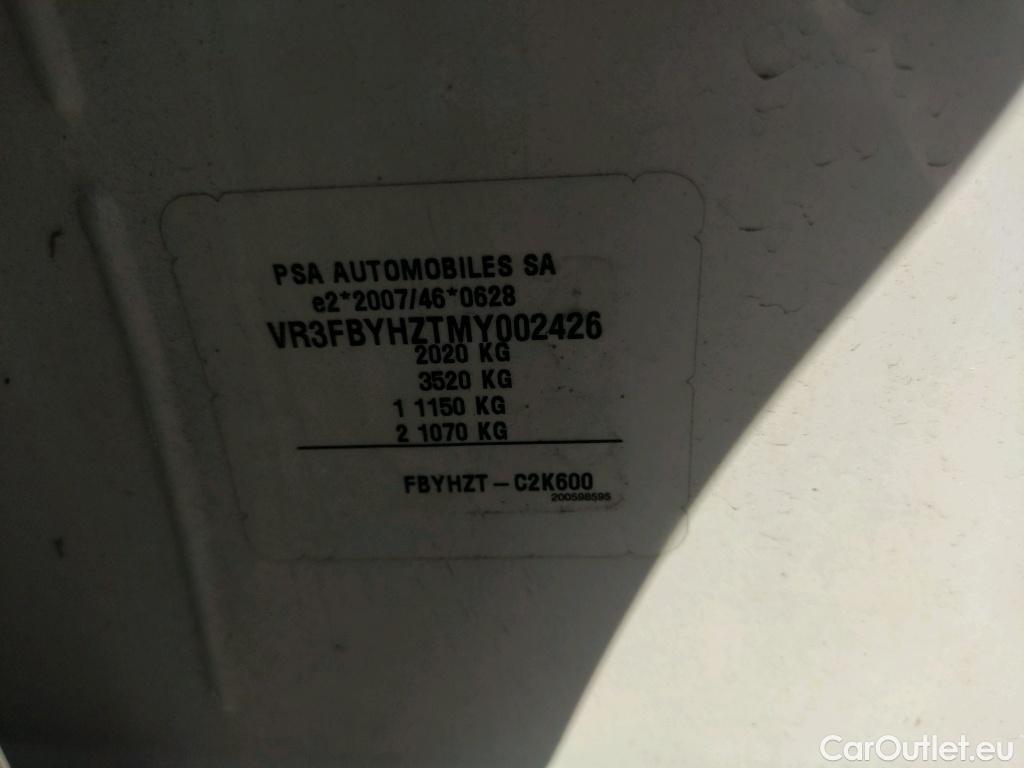 PSA AUTOMOBILES SA
e2*2007/46*0628
VR3FBYHZTMY002426
2020 KG
3520 KG
1 1150 KG
2 1070 KG
FBYHZT – C2K600
200598595
CarOutlet.eu